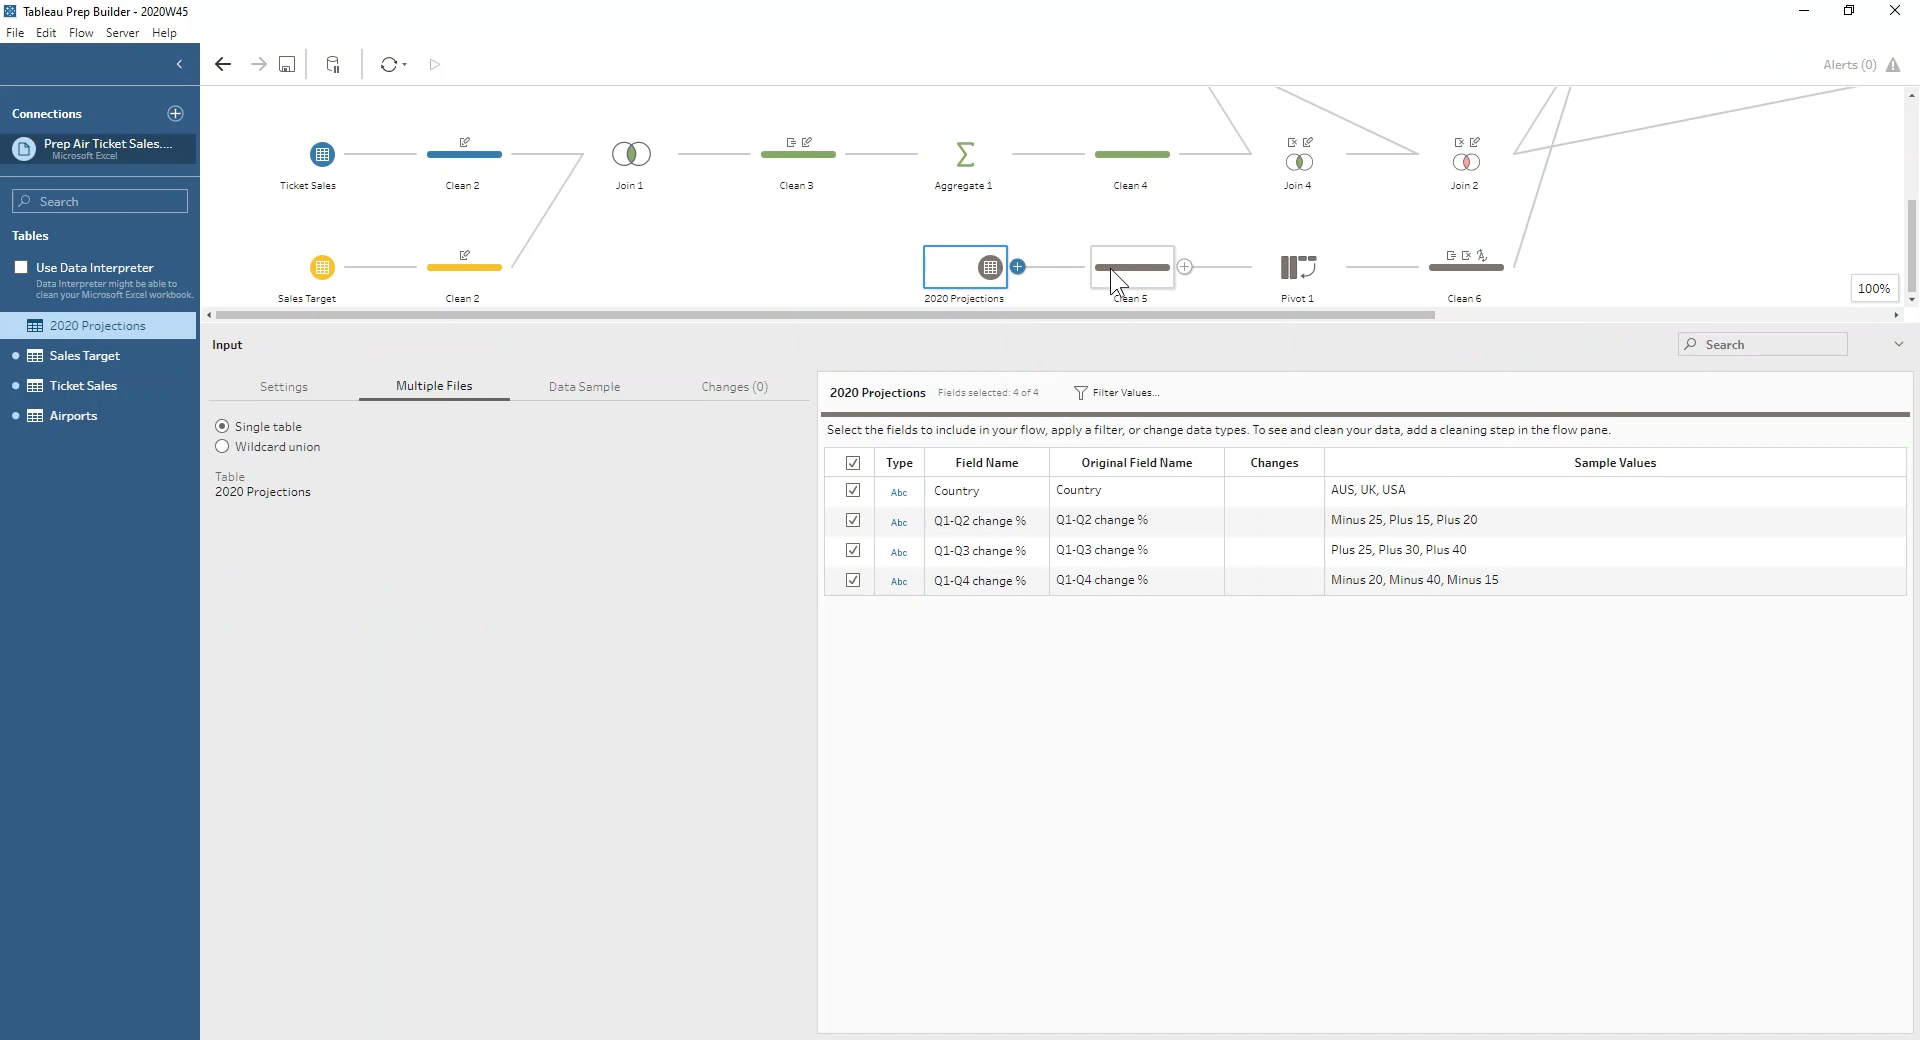 Tableau Prep Builder - 2020W45
File Edit Flow Server Help
Alerts (0)
Connections
Prep Air Ticket Sales....
Microsoft Excel
Search
Tables
Use Data Interpreter
Data Interpreter might be able to
clean your Microsoft Excel workbook.
2020 Projections
Sales Target
Ticket Sales
Airports
Ticket Sales Clean 2 Join 1 Clean 3 Aggregate 1 Clean 4 Join 4 Join 2
Sales Target Clean 2 2020 Projections Clean 5 Pivot 1 Clean 6
100%
Input
Search
Settings Multiple Files Data Sample Changes (0)
Single table
Wildcard union
Table
2020 Projections
2020 Projections Fields selected: 4 of 4 Filter Values...
Select the fields to include in your flow, apply a filter, or change data types. To see and clean your data, add a cleaning step in the flow pane.
Type Field Name Original Field Name Changes Sample Values
Abc Country Country AUS, UK, USA
Abc Q1-Q2 change % Q1-Q2 change % Minus 25, Plus 15, Plus 20
Abc Q1-Q3 change % Q1-Q3 change % Plus 25, Plus 30, Plus 40
Abc Q1-Q4 change % Q1-Q4 change % Minus 20, Minus 40, Minus 15